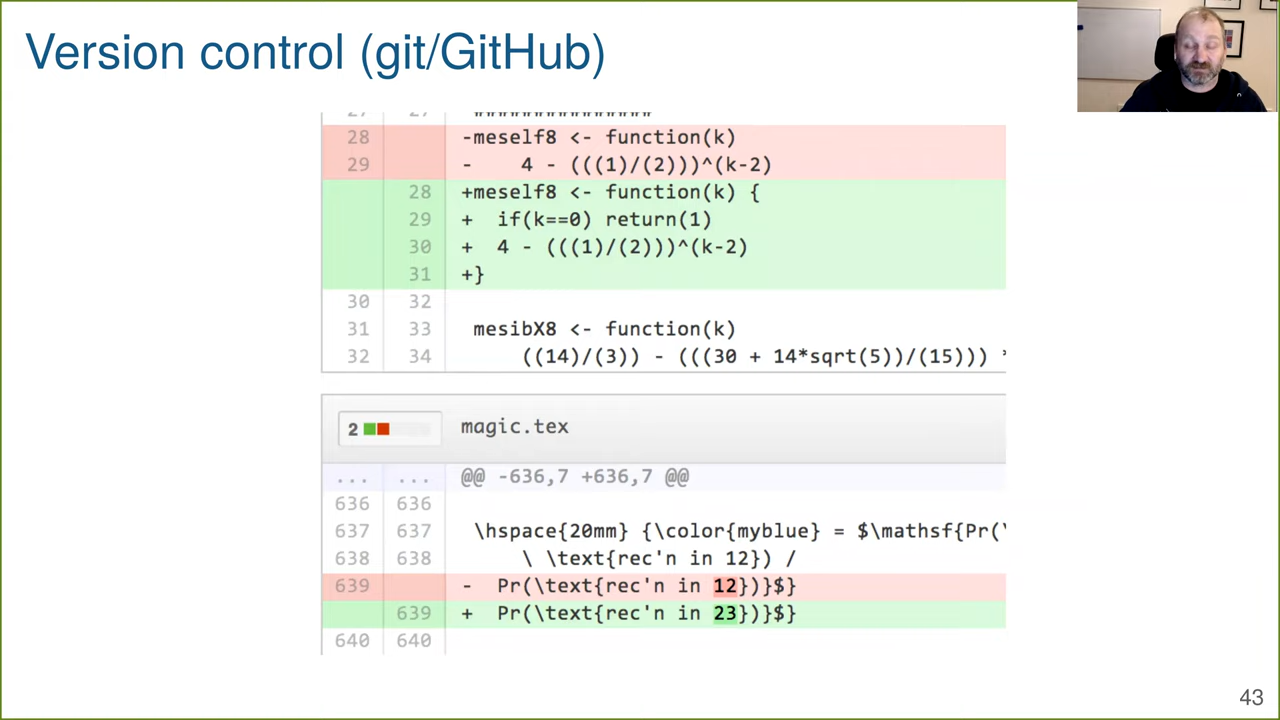 Version control (git/GitHub)
28 -meself8 <- function(k)
29 -    4 - (((1)/(2)))^(k-2)
28 +meself8 <- function(k) {
29 +  if(k==0) return(1)
30 +  4 - (((1)/(2)))^(k-2)
31 +}
30 32
31 33 mesibX8 <- function(k)
32 34     ((14)/(3)) - (((30 + 14*sqrt(5))/(15)))
2 magic.tex
... ... @@ -636,7 +636,7 @@
636 636
637 637 \hspace{20mm} {\color{myblue} = $\mathsf{Pr(\
638 638     \ \text{rec'n in 12}) /
639 -  Pr(\text{rec'n in 12})}$}
639 +  Pr(\text{rec'n in 23})}$}
640 640
43